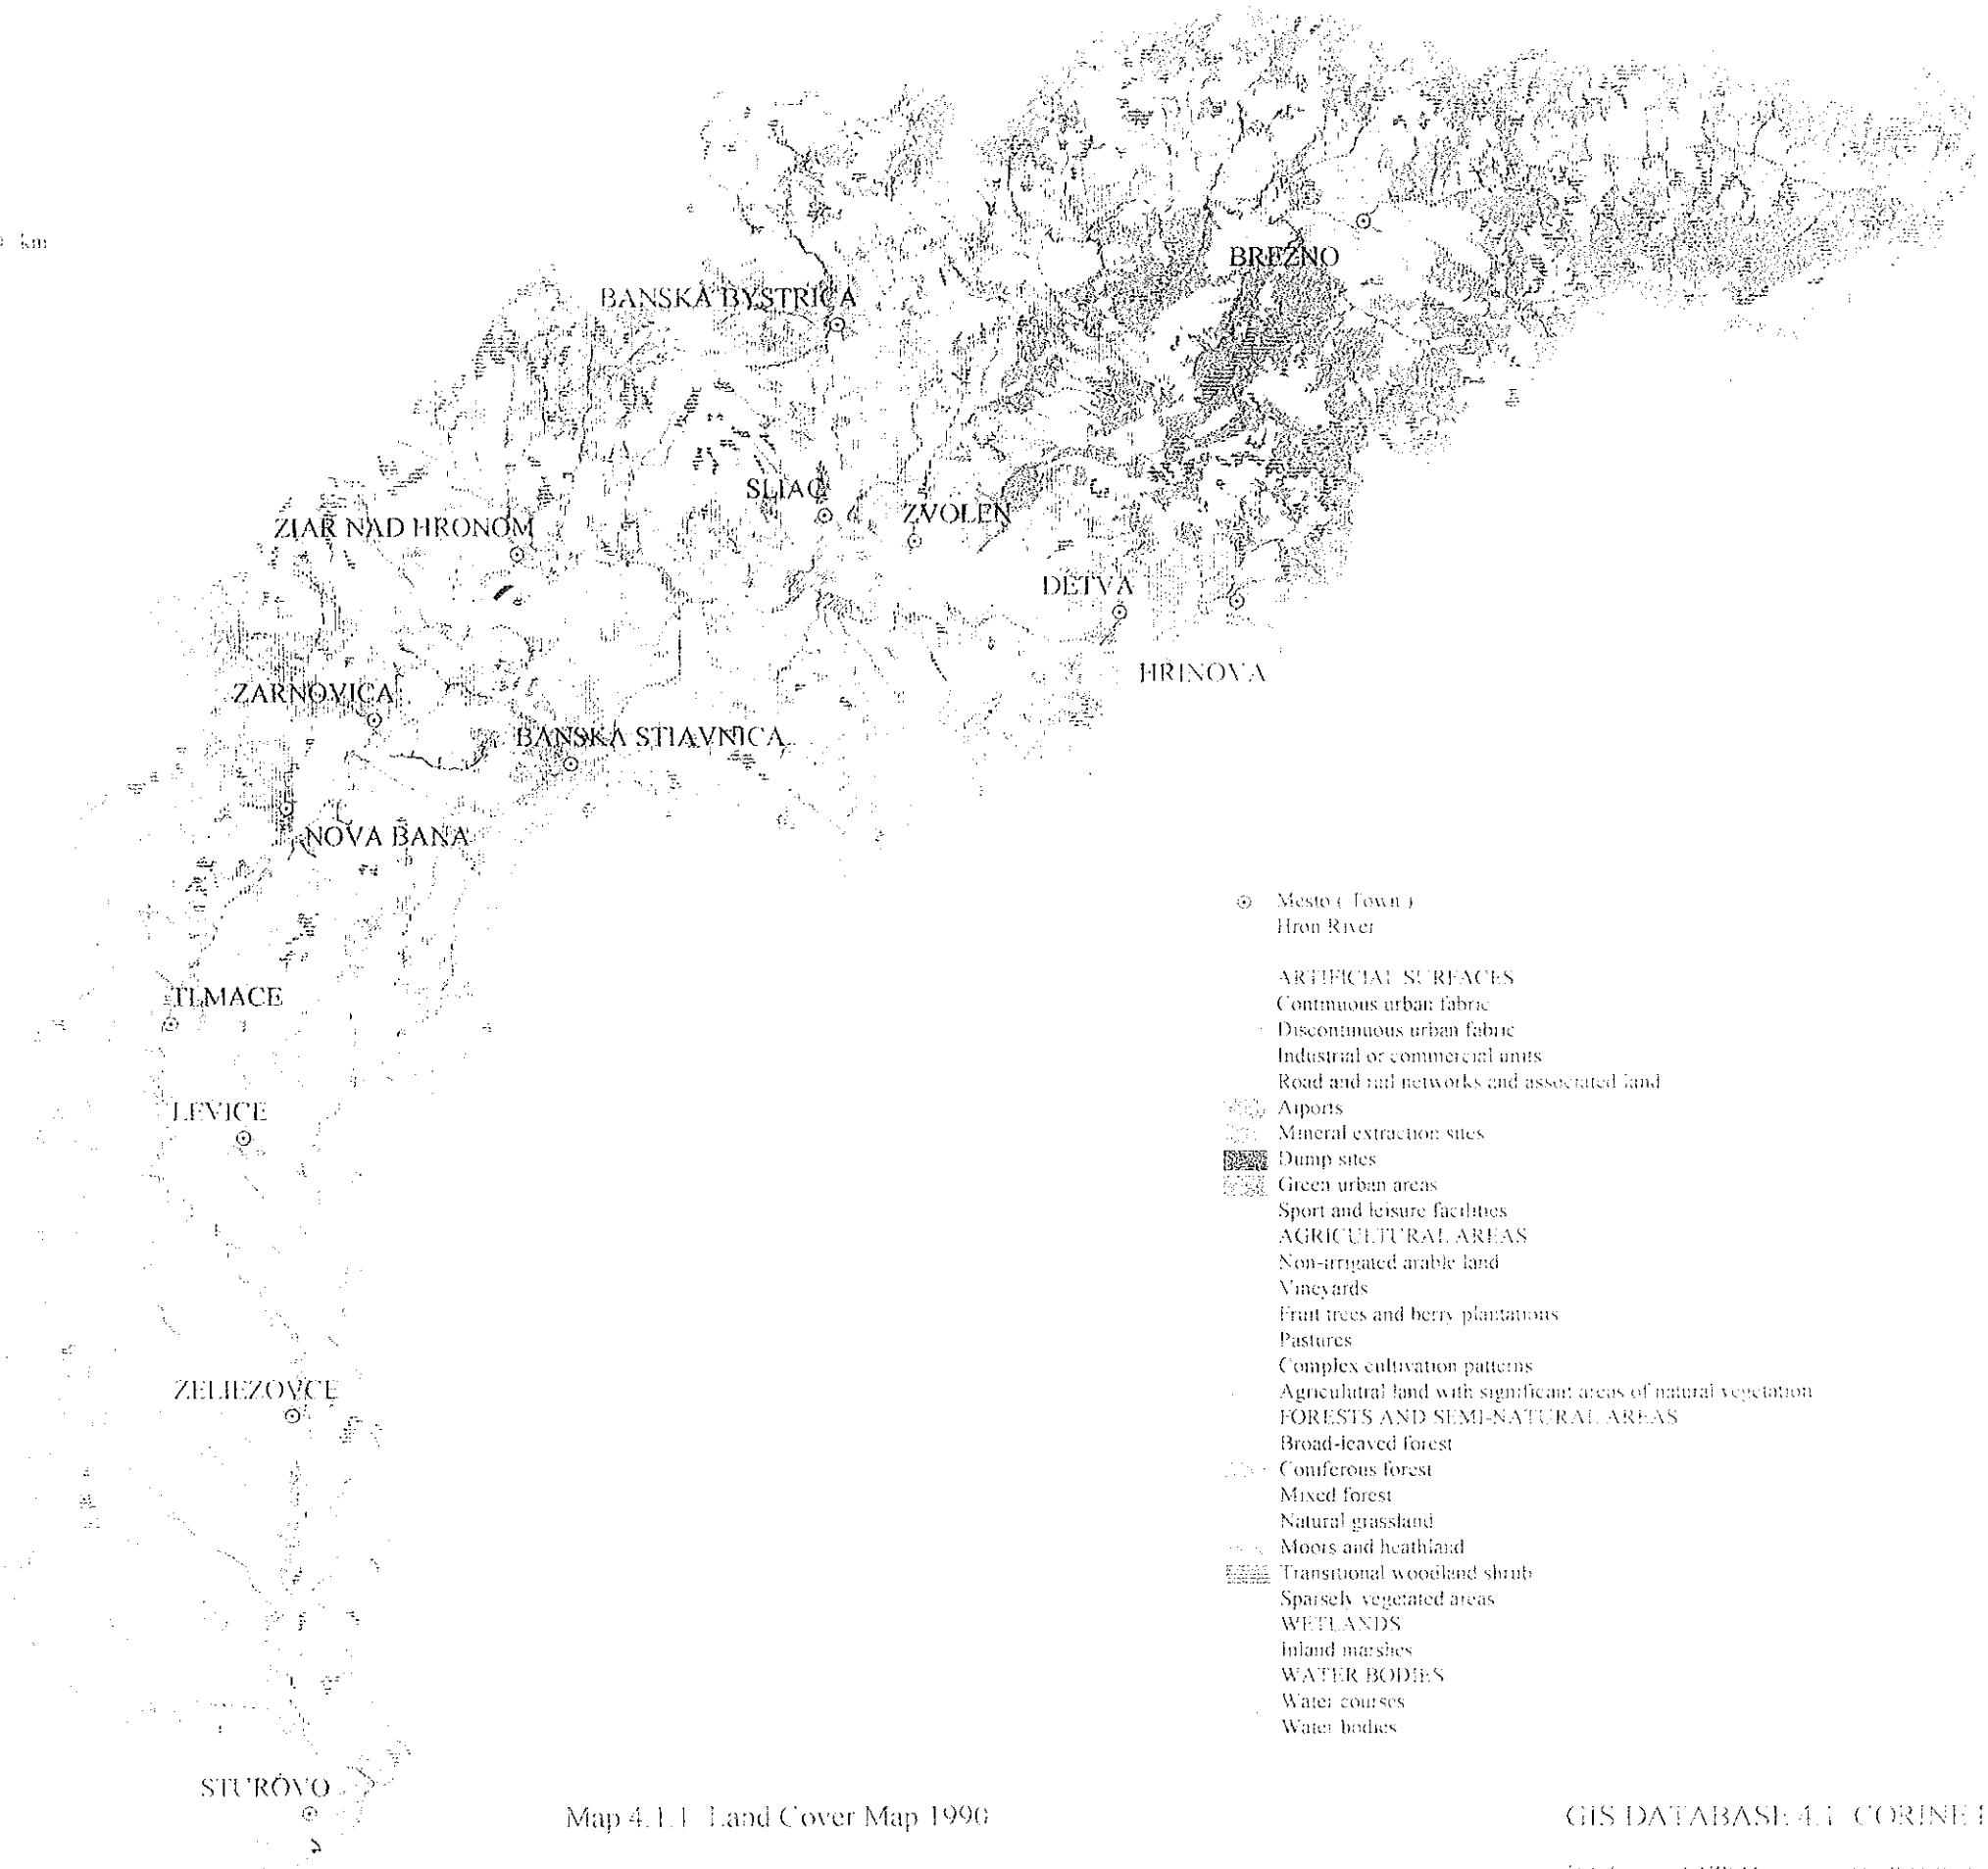 km
BREZNO
BANSKA BYSTRICA
SLIAC
ZVOLEN
ZIAR NAD HRONOM
DETVA
HRINOVA
ZARNOVICA
BANSKA STIAVNICA
NOVA BANA
TLMACE
LEVICE
ZELIEZOVCE
STUROVO
Mesto ( Town )
Hron River
ARTIFICIAL SURFACES
Continuous urban fabric
Discontinuous urban fabric
Industrial or commercial units
Road and rail networks and associated land
Aiports
Mineral extraction sites
Dump sites
Green urban areas
Sport and leisure facilities
AGRICULTURAL AREAS
Non-irrigated arable land
Vineyards
Fruit trees and berry plantations
Pastures
Complex cultivation patterns
Agriculutral land with significant areas of natural vegetation
FORESTS AND SEMI-NATURAL AREAS
Broad-leaved forest
Coniferous forest
Mixed forest
Natural grassland
Moors and heathland
Transitional woodland shrub
Sparsely vegetated areas
WETLANDS
Inland marshes
WATER BODIES
Water courses
Water bodies
Map 4.1.1 Land Cover Map 1990
GIS DATABASE 4.1 CORINE